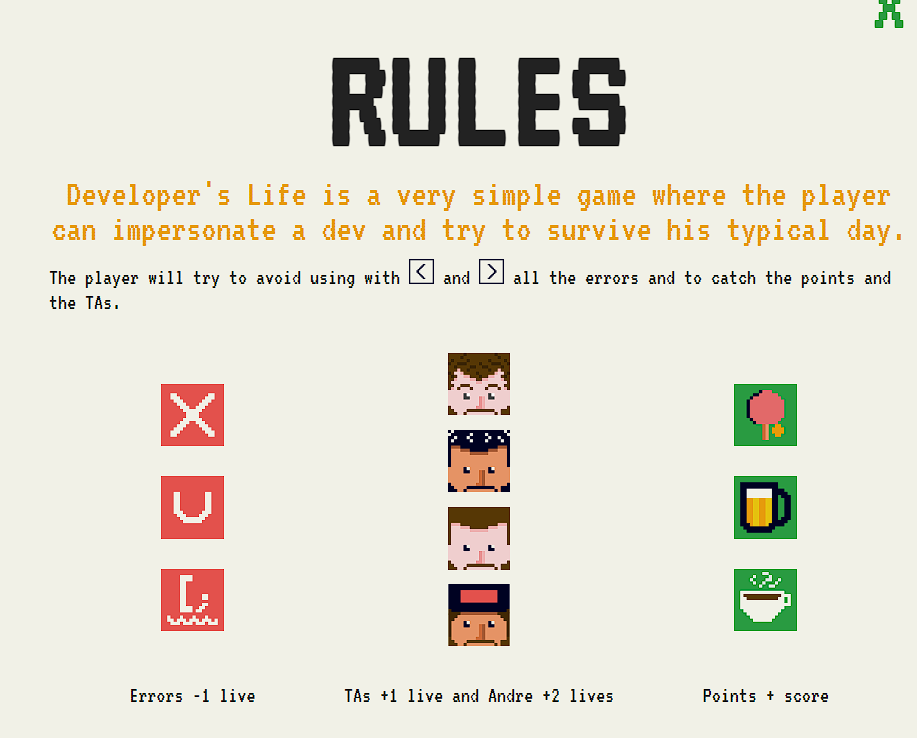 X
RULES
Developer's Life is a very simple game where the player
can impersonate a dev and try to survive his typical day.
The player will try to avoid using with < and > all the errors and to catch the points and
the TAs.
Errors -1 live
TAs +1 live and Andre +2 lives
Points + score